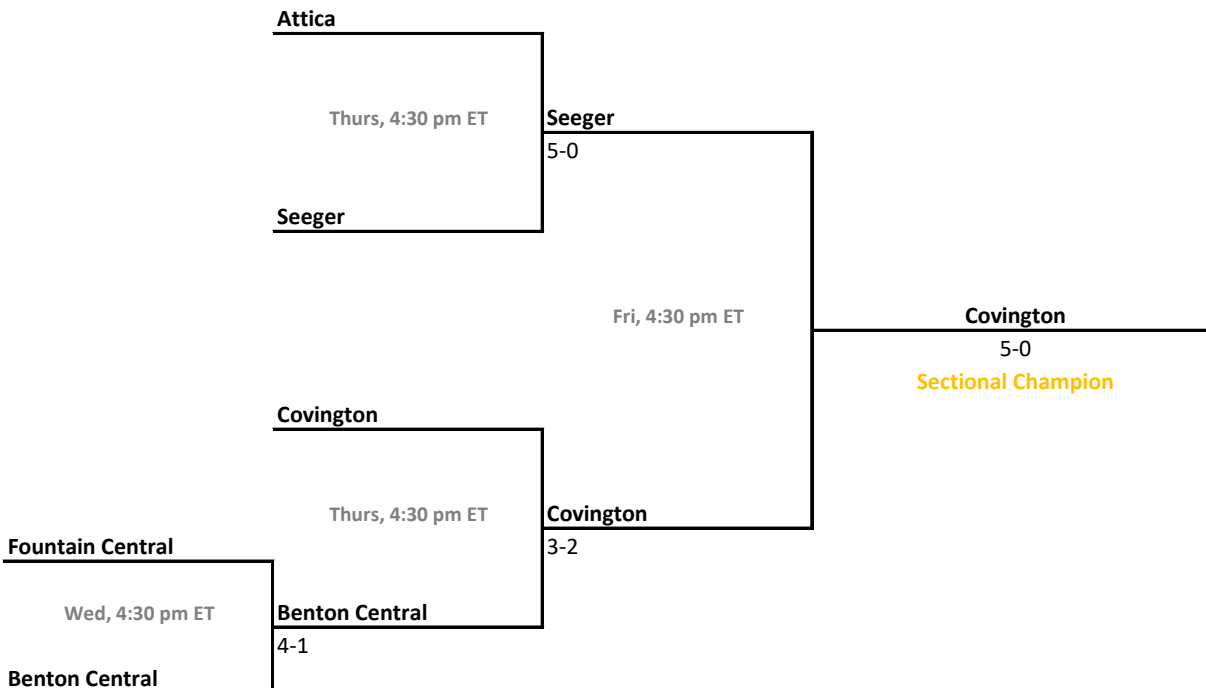 Attica
Thurs, 4:30 pm ET
Seeger
5-0
Seeger
Fri, 4:30 pm ET
Covington
5-0
Sectional Champion
Covington
Thurs, 4:30 pm ET
Covington
3-2
Fountain Central
Wed, 4:30 pm ET
Benton Central
4-1
Benton Central